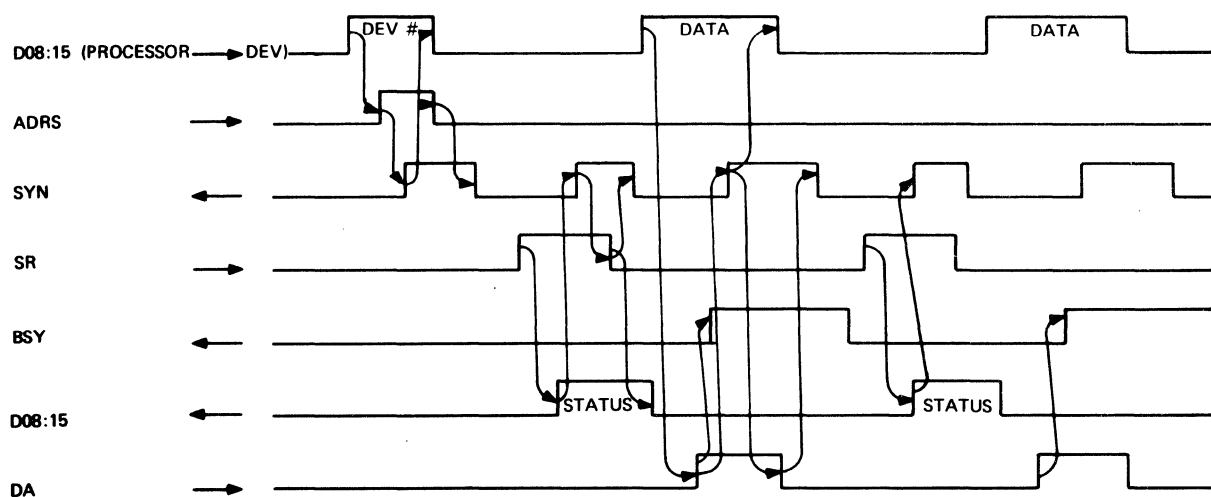 DEV # DATA DATA
D08:15 (PROCESSOR DEV)
ADRS
SYN
SR
BSY
D08:15 STATUS STATUS
DA